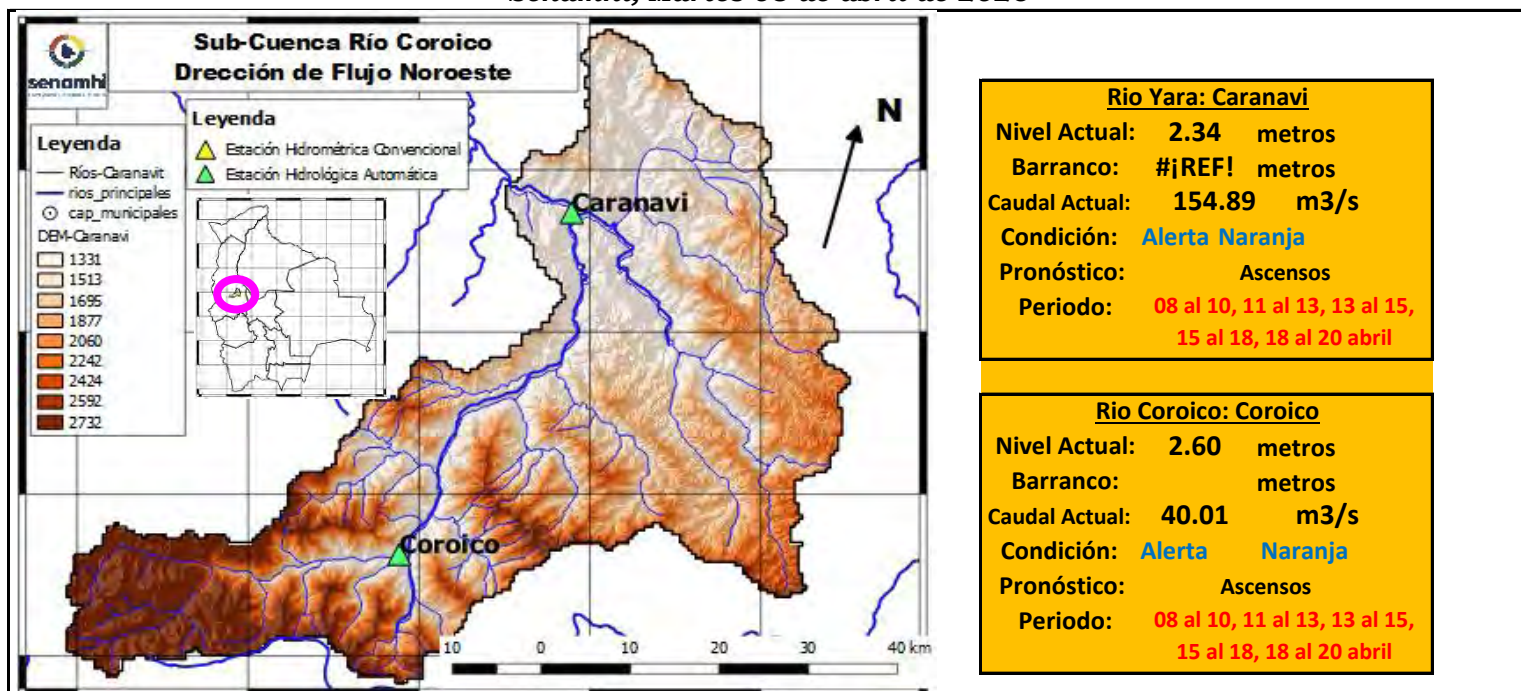 Sub-Cuenca Río Coroico
Drección de Flujo Noroeste
senamhi
Leyenda
Estación Hidrométrica Convencional
Estación Hidrológica Automática
Leyenda
Ríos-Caranavit
rios_principales
cap_municipales
DEM-Caranavi
1331
1513
1695
1877
2060
2242
2424
2592
2732
N
Caranavi
Coroico
10 0 10 20 30 40 km
Rio Yara: Caranavi
Nivel Actual: 2.34 metros
Barranco: #¡REF! metros
Caudal Actual: 154.89 m3/s
Condición: Alerta Naranja
Pronóstico: Ascensos
Periodo: 08 al 10, 11 al 13, 13 al 15,
15 al 18, 18 al 20 abril
Rio Coroico: Coroico
Nivel Actual: 2.60 metros
Barranco: metros
Caudal Actual: 40.01 m3/s
Condición: Alerta Naranja
Pronóstico: Ascensos
Periodo: 08 al 10, 11 al 13, 13 al 15,
15 al 18, 18 al 20 abril